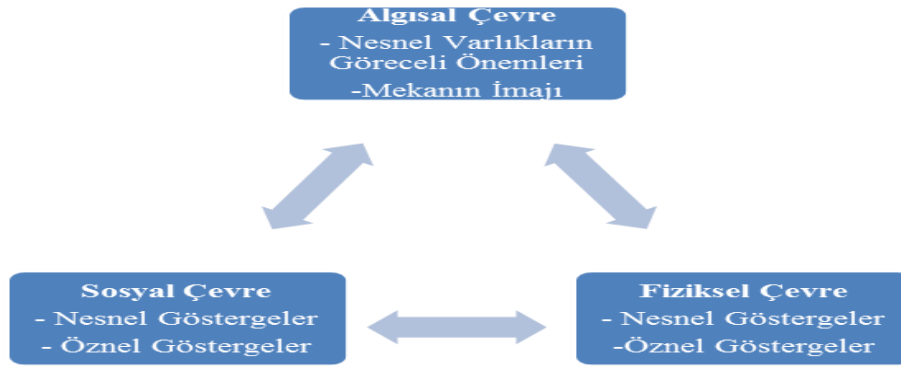 Algısal Çevre
- Nesnel Varlıkların
Göreceli Önemleri
-Mekanın İmajı
Sosyal Çevre
- Nesnel Göstergeler
- Öznel Göstergeler
Fiziksel Çevre
- Nesnel Göstergeler
-Öznel Göstergeler